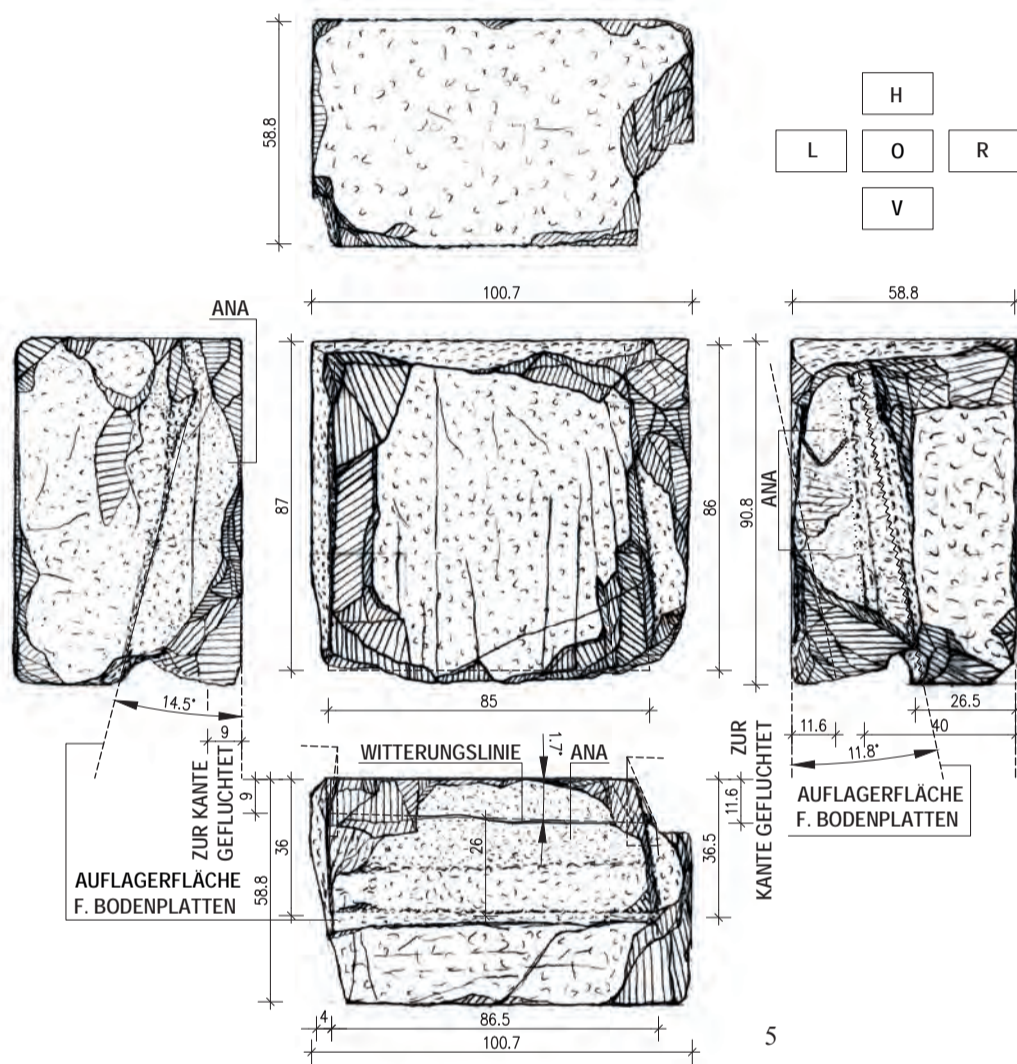 58.8
H
L O R
V
100.7
58.8
ANA
87
86
90.8
ANA
14.5°
9
85
26.5
11.6
40
11.8°
ZUR KANTE
GEFLUCHTET
AUFLAGERFLÄCHE
F. BODENPLATTEN
WITTERUNGSLINIE
1.7°
ANA
9
36
58.8
26
11.6
36.5
ZUR
KANTE GEFLUCHTET
AUFLAGERFLÄCHE
F. BODENPLATTEN
4
86.5
100.7
5